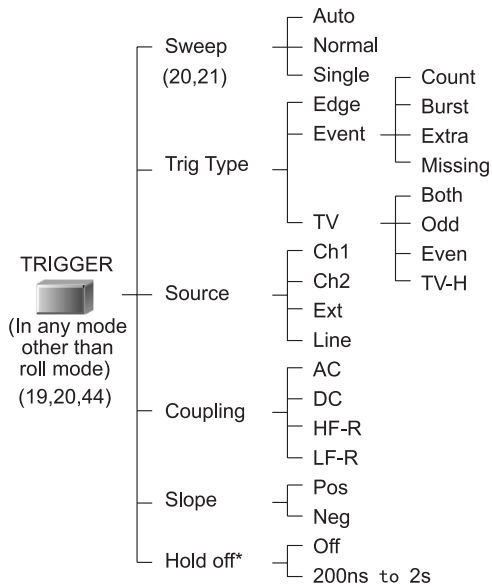 Auto
Sweep
Normal
(20,21)
Single
Count
Edge
Burst
Event
Extra
Trig Type
Missing
Both
TV
Odd
Ch1
Even
TRIGGER
Ch2
TV-H
Source
Ext
(In any mode
other than
roll mode)
Line
(19,20,44)
AC
Coupling
DC
HF-R
LF-R
Pos
Slope
Neg
Off
Hold off*
200ns to 2s